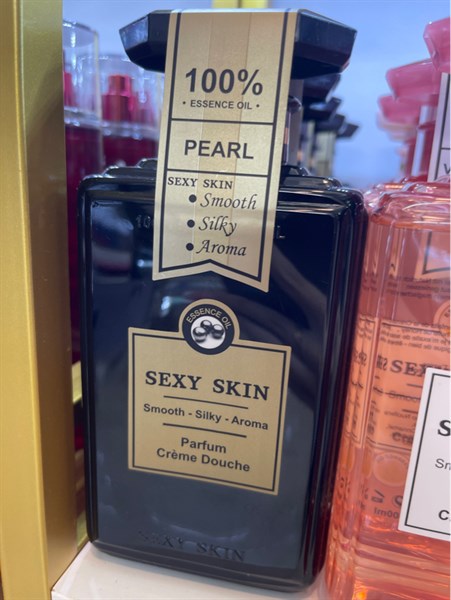 100%
• ESSENCE OIL •
PEARL
SEXY SKIN
• Smooth
• Silky
• Aroma
ESSENCE OIL
SEXY SKIN
Smooth - Silky - Aroma
Parfum
Crème Douche
SEXY SKIN